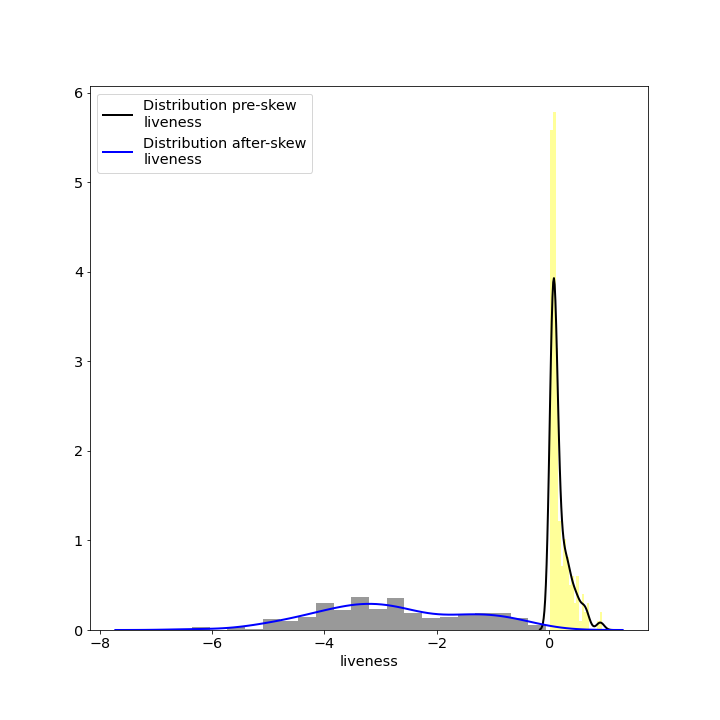 6
5
4
3
2
1
0
Distribution pre-skew
liveness
Distribution after-skew
liveness
−8
−6
−4
−2
0
liveness